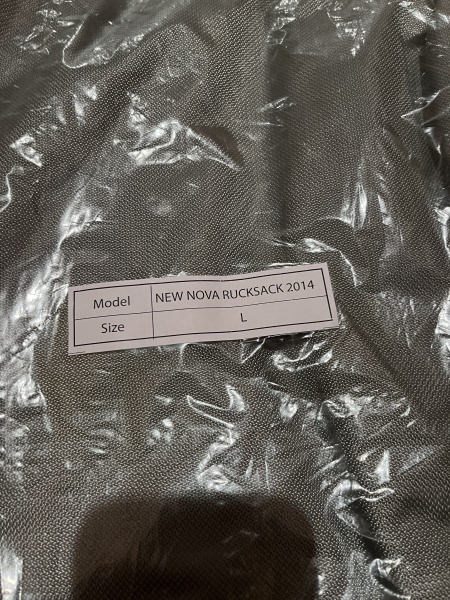 Model NEW NOVA RUCKSACK 2014
Size L